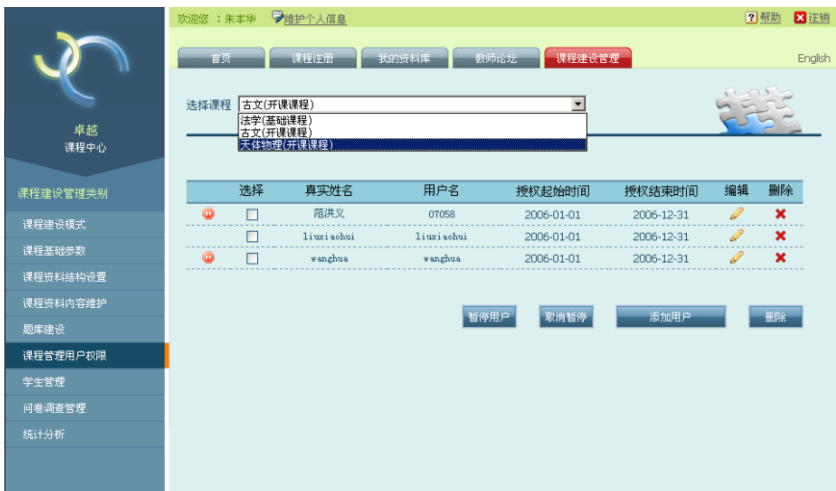 欢迎您 ：朱本华 维护个人信息 帮助 注销
首页 课程注册 我的资料库 教师论坛 课程建设管理 English
卓越
课程中心
课程建设管理类别
课程建设模式
课程基础参数
课程资料结构设置
课程资料内容维护
题库建设
课程管理用户权限
学生管理
问卷调查管理
统计分析
选择课程 古文(开课课程)
法学(基础课程)
古文(开课课程)
天体物理(开课课程)
选择 真实姓名 用户名 授权起始时间 授权结束时间 编辑 删除
范洪义 07058 2006-01-01 2006-12-31
liuxiaohui liuxiaohui 2006-01-01 2006-12-31
wanghua wanghua 2006-01-01 2006-12-31
暂停用户 取消暂停 添加用户 删除